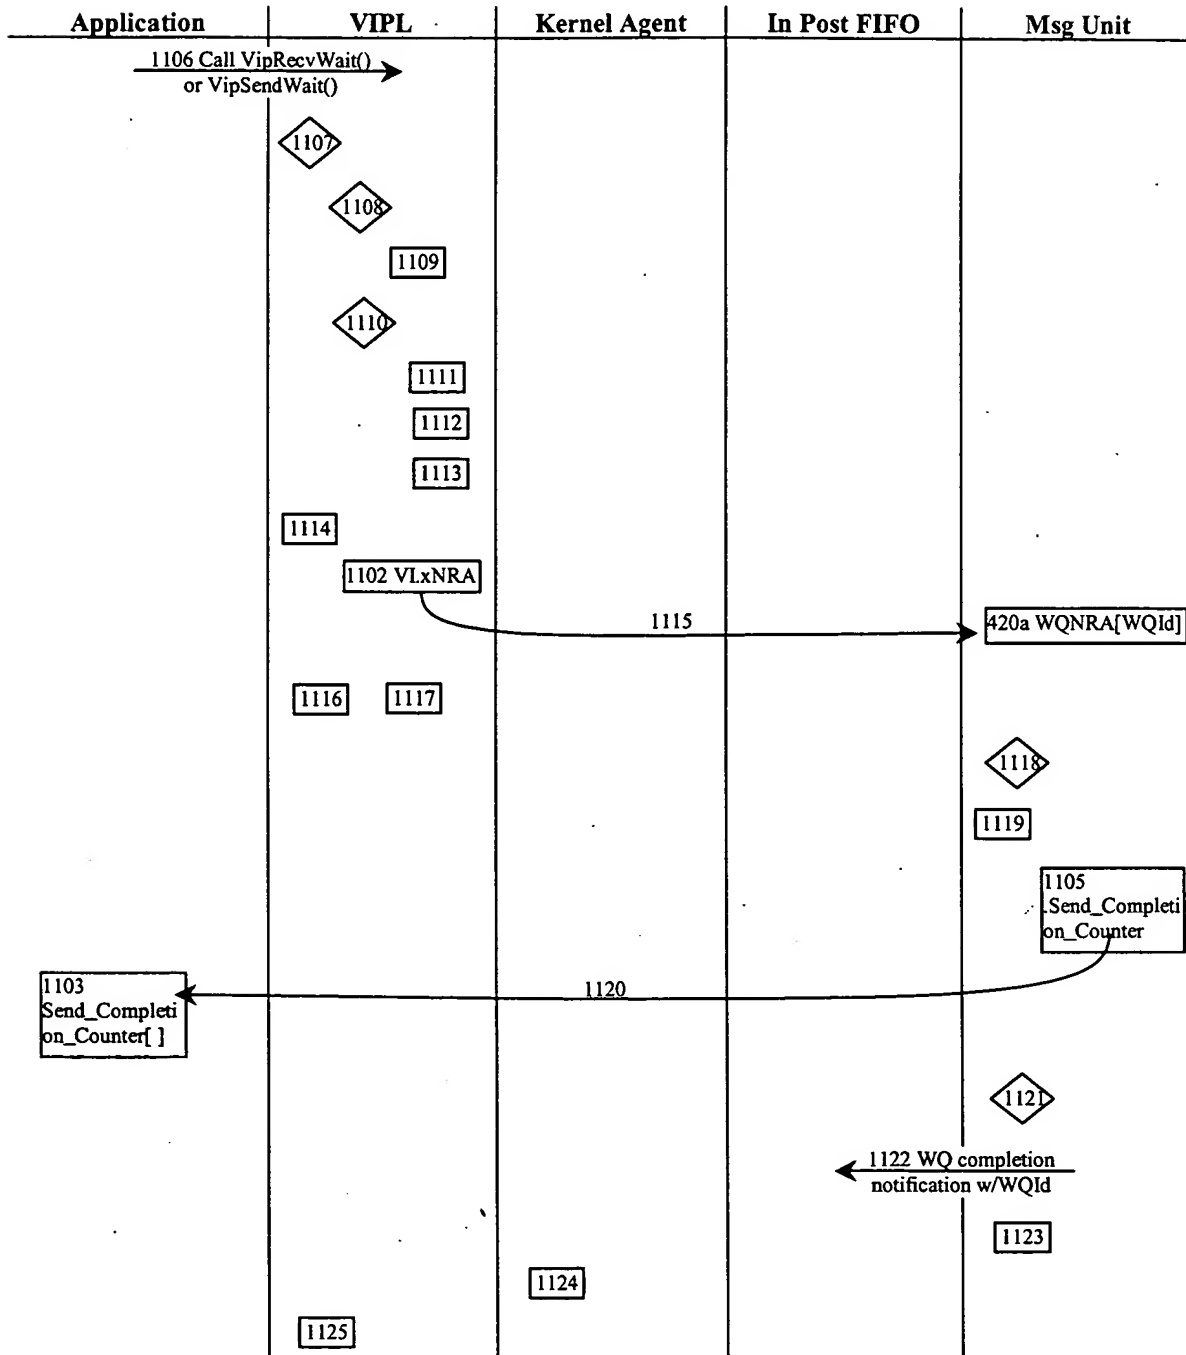 Application VIPL Kernel Agent In Post FIFO Msg Unit
1106 Call VipRecvWait()
or VipSendWait()
1107
1108
1109
1110
1111
1112
1113
1114
1102 VLxNRA
1115
420a WQNRA[WQId]
1116 1117
1118
1119
1105
.Send_Completi
on_Counter
1103
Send_Completi
on_Counter[ ]
1120
1121
1122 WQ completion
notification w/WQId
1123
1124
1125